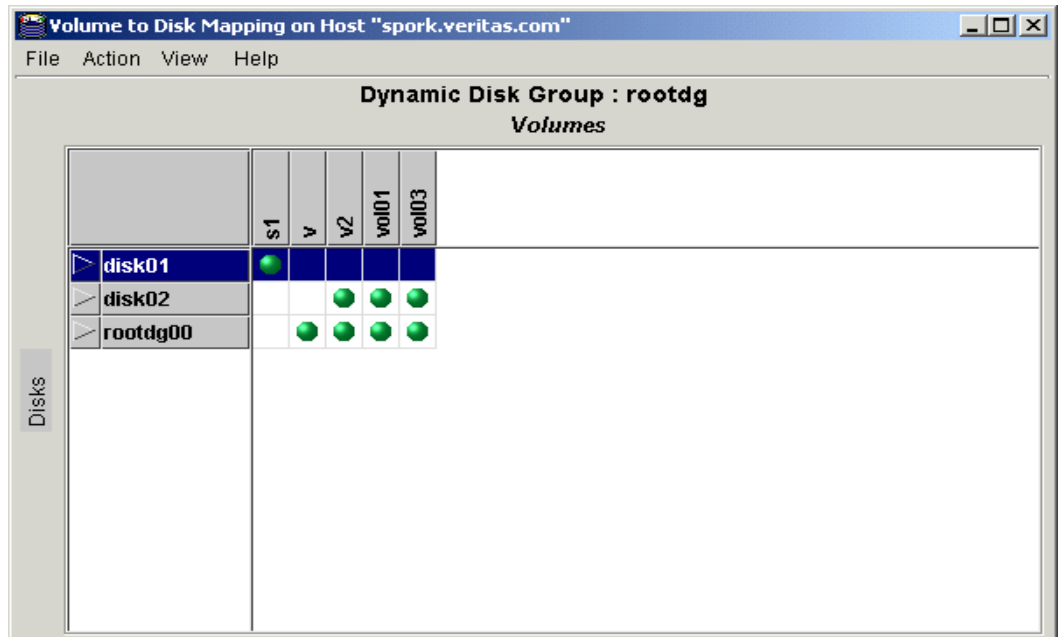 Volume to Disk Mapping on Host "spork.veritas.com"
File Action View Help
Dynamic Disk Group : rootdg
Volumes
s1 v v2 vol01 vol03
disk01
disk02
rootdg00
Disks